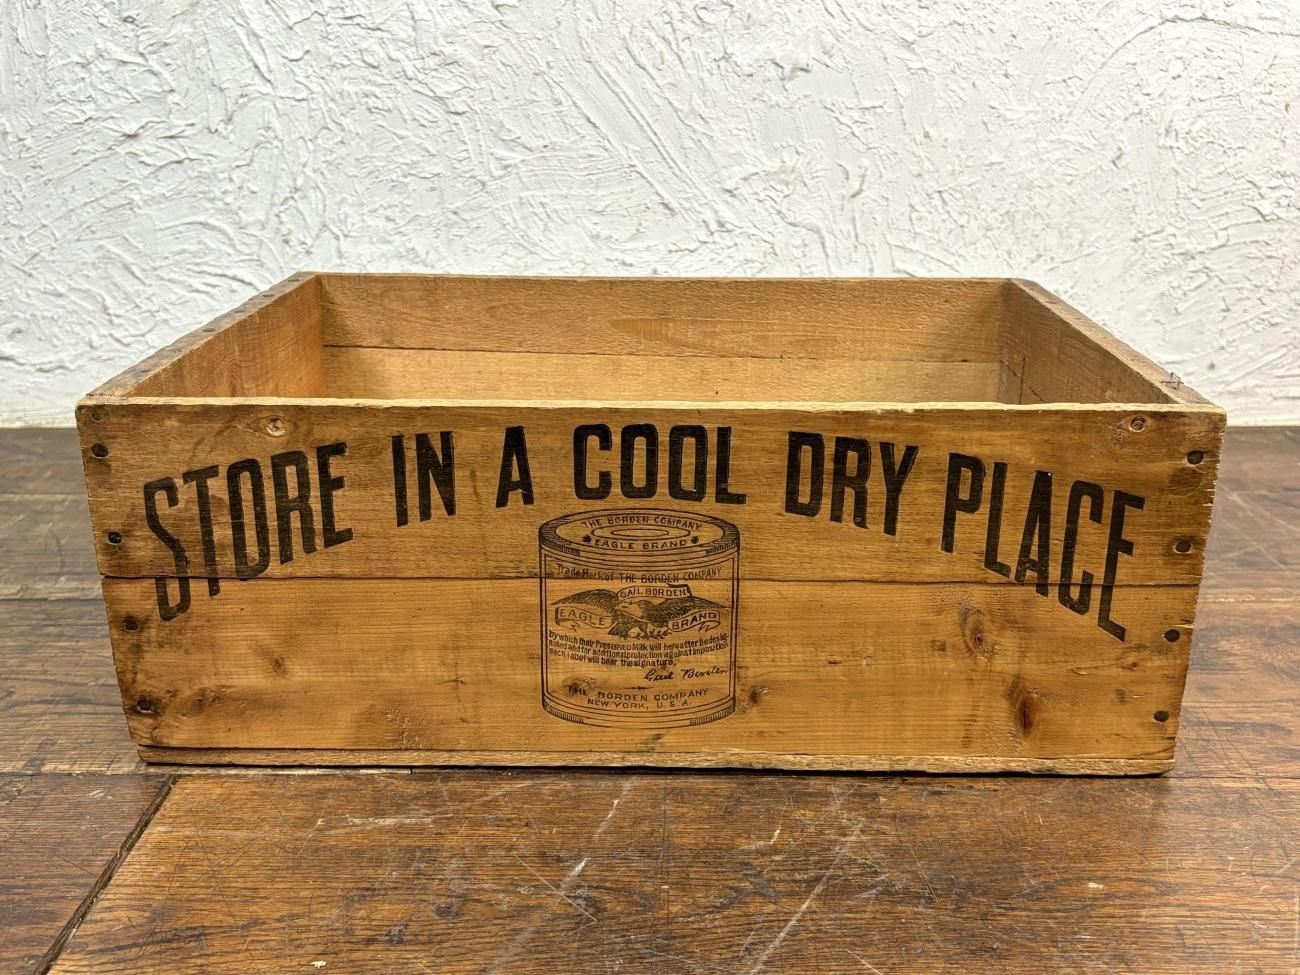 STORE IN A COOL DRY PLACE
THE BORDEN COMPANY
EAGLE BRAND
Trade Mark of THE BORDEN COMPANY
GAIL BORDEN
EAGLE BRAND
by which their PRESERVED Milk will hereafter be desig-
nated and for additional protection against imposition
each label will bear the signature,
Gail Borden
THE BORDEN COMPANY
NEW YORK, U.S.A.